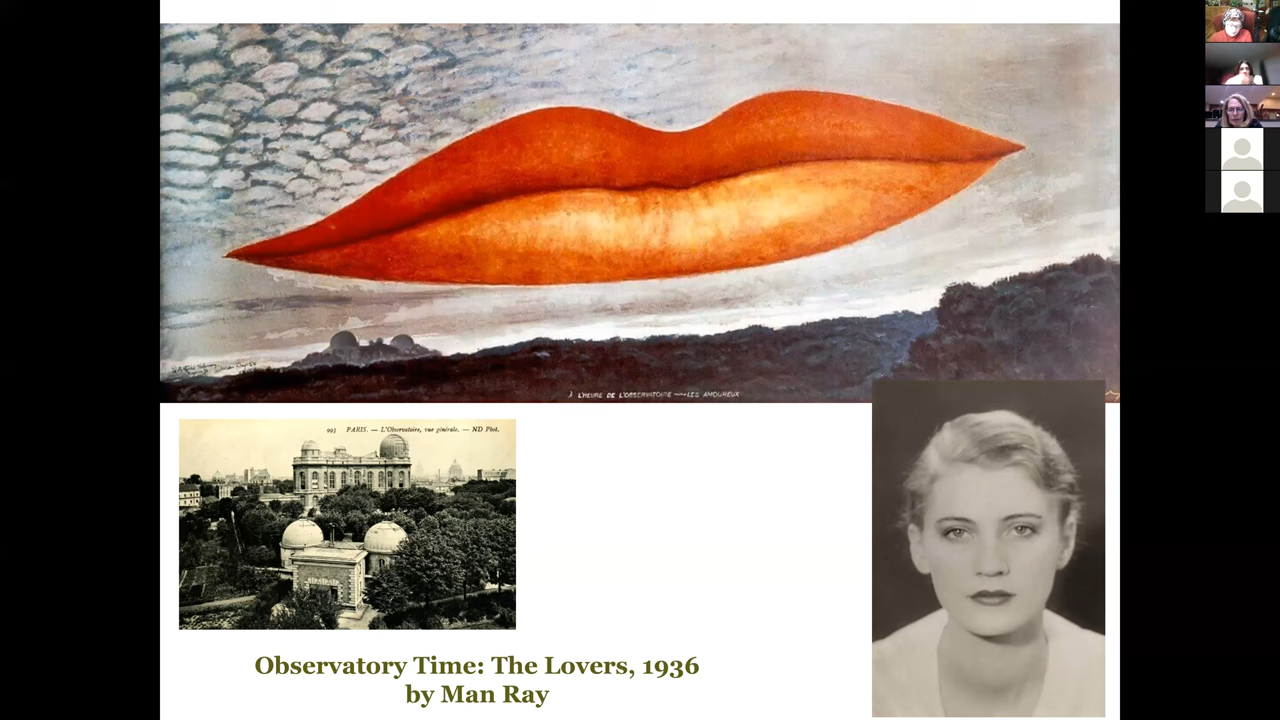 À L'HEURE DE L'OBSERVATOIRE ~ LES AMOUREUX
993 PARIS. — L'Observatoire, vue générale. — ND Phot.
Observatory Time: The Lovers, 1936
by Man Ray